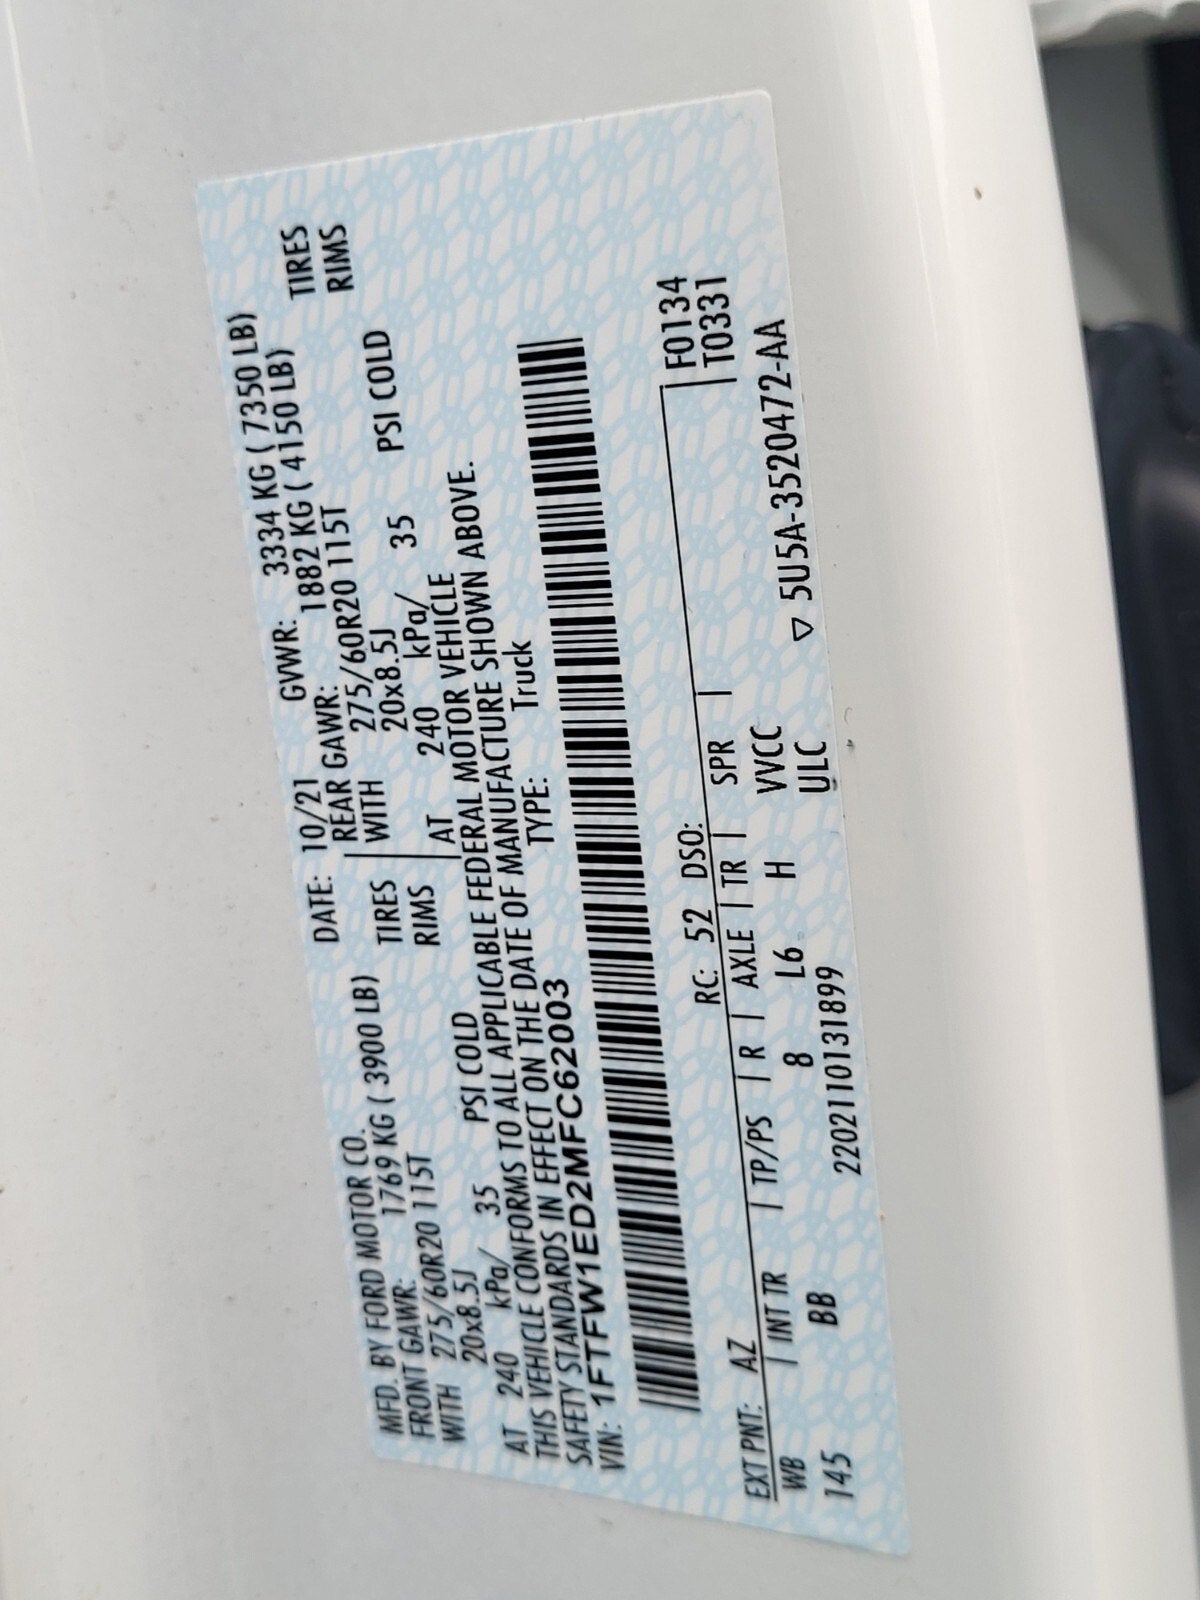 MFD. BY FORD MOTOR CO.
DATE: 10/21 GVWR: 3334 KG ( 7350 LB)
FRONT GAWR: 1769 KG ( 3900 LB)
REAR GAWR: 1882 KG ( 4150 LB)
WITH 275/60R20 115T TIRES
WITH 275/60R20 115T TIRES
20x8.5J RIMS
20x8.5J RIMS
AT 240 kPa/ 35 PSI COLD
AT 240 kPa/ 35 PSI COLD
THIS VEHICLE CONFORMS TO ALL APPLICABLE FEDERAL MOTOR VEHICLE
SAFETY STANDARDS IN EFFECT ON THE DATE OF MANUFACTURE SHOWN ABOVE.
VIN: 1FTFW1ED2MFC62003 TYPE: Truck
EXT PNT: AZ RC: 52 DSO: F0134
WB | INT TR | TP/PS | R | AXLE | TR | SPR | T0331
145 BB 8 L6 H VVCC
2202110131899 ULC ▽ 5U5A-3520472-AA